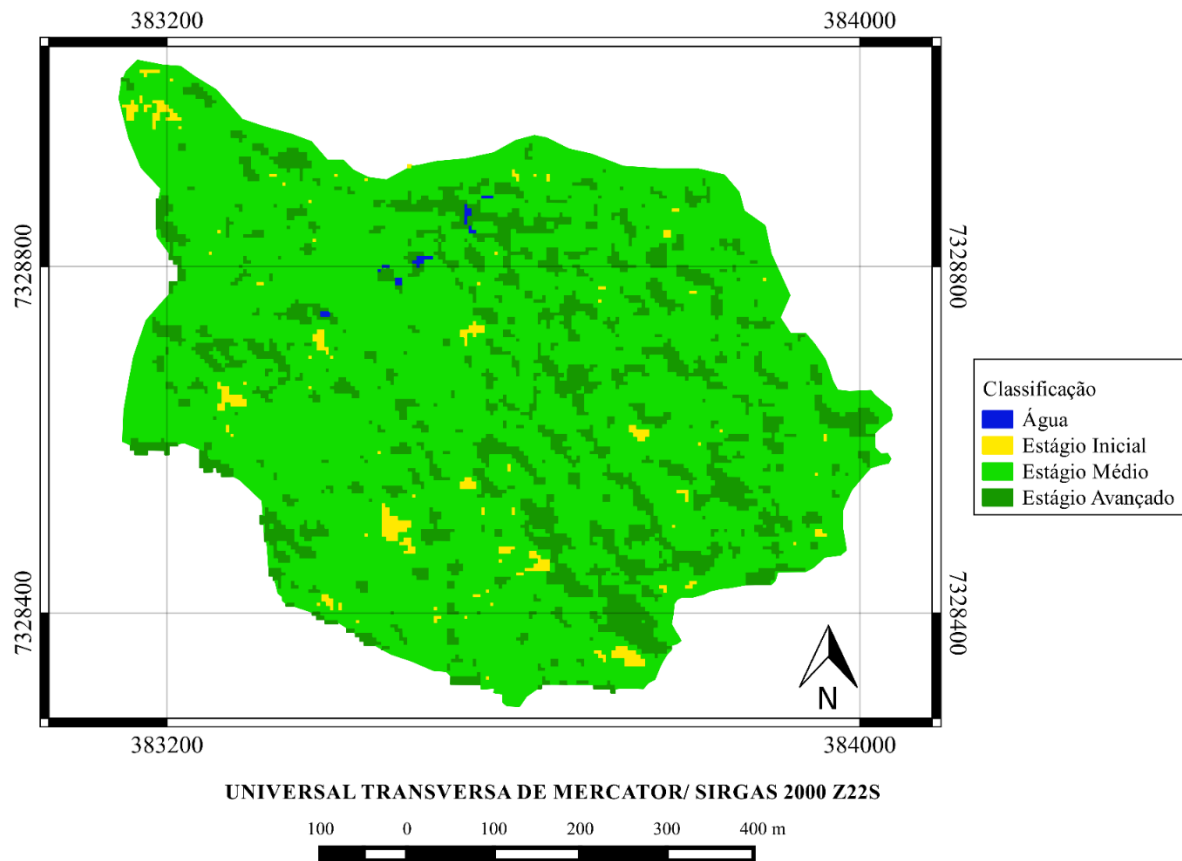 383200 384000
7328800 7328800
Classificação
Água
Estágio Inicial
Estágio Médio
Estágio Avançado
7328400 7328400
N
383200 384000
UNIVERSAL TRANSVERSA DE MERCATOR/ SIRGAS 2000 Z22S
100 0 100 200 300 400 m